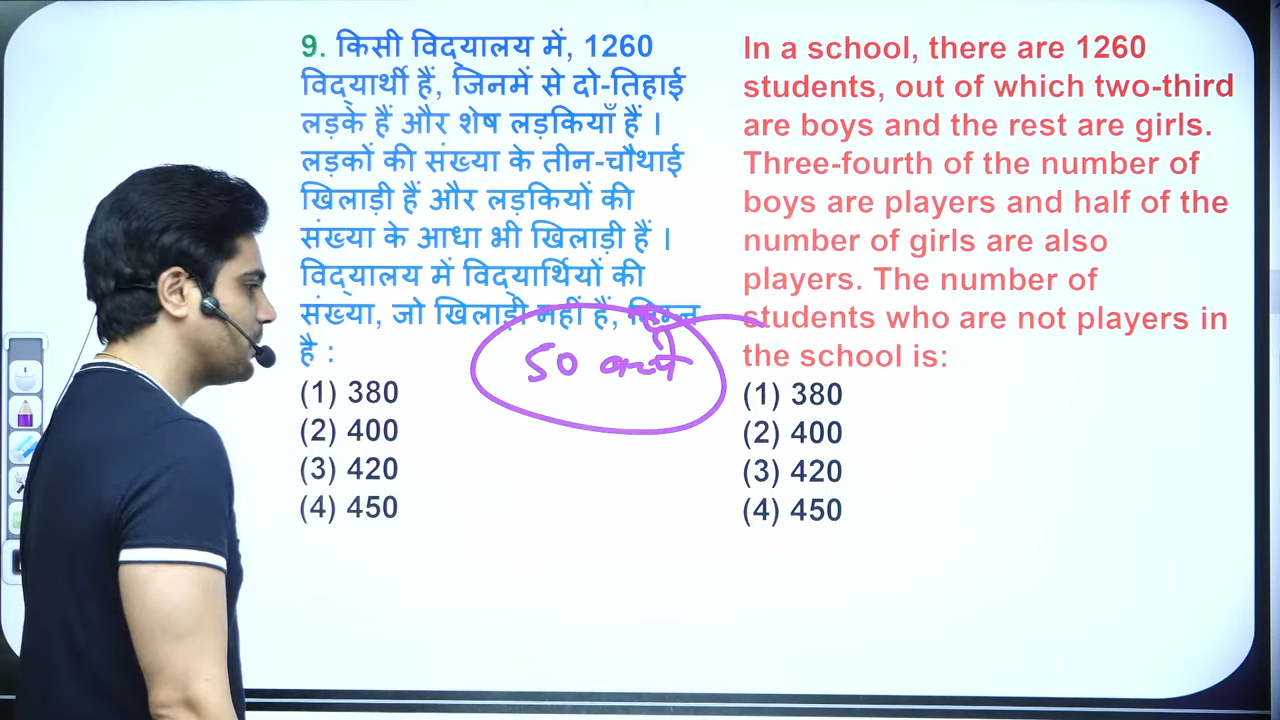 9. किसी विद्यालय में, 1260
विद्यार्थी हैं, जिनमें से दो-तिहाई
लड़के हैं और शेष लड़कियाँ हैं ।
लड़कों की संख्या के तीन-चौथाई
खिलाड़ी हैं और लड़कियों की
संख्या के आधा भी खिलाड़ी हैं ।
विद्यालय में विद्यार्थियों की
संख्या, जो खिलाड़ी नहीं हैं, निम्न
है :
(1) 380
(2) 400
(3) 420
(4) 450
50 बच्चे
In a school, there are 1260
students, out of which two-third
are boys and the rest are girls.
Three-fourth of the number of
boys are players and half of the
number of girls are also
players. The number of
students who are not players in
the school is:
(1) 380
(2) 400
(3) 420
(4) 450